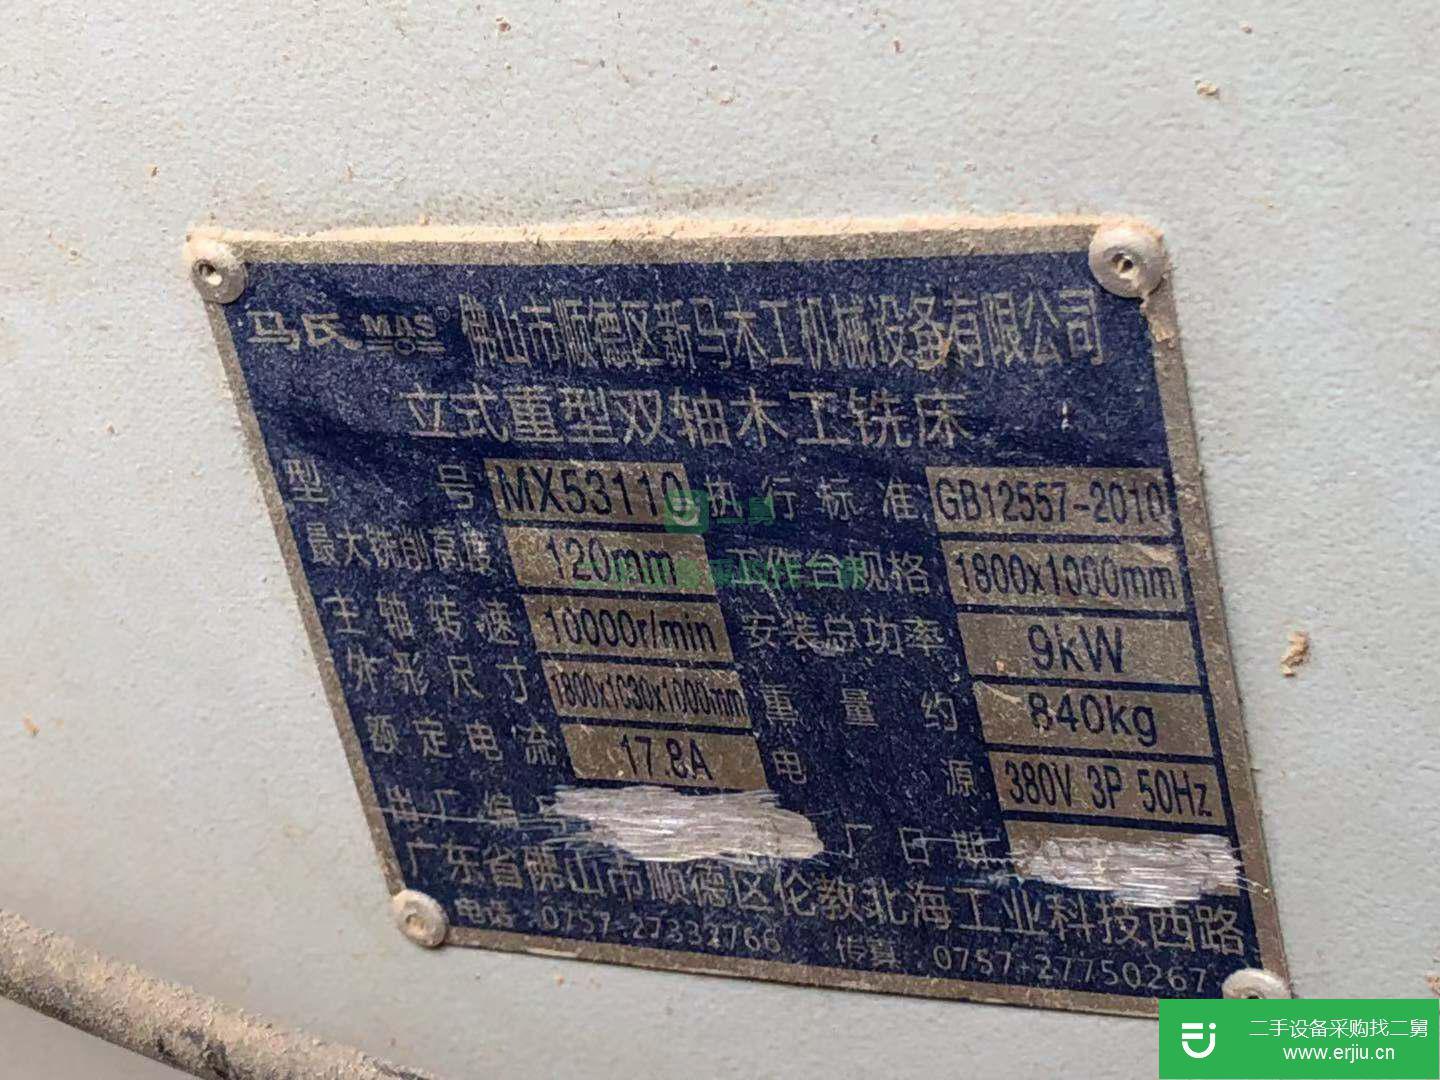 马氏 MAS® 佛山市顺德区新马木工机械设备有限公司
立式重型双轴木工铣床
型号 MX53110 执行标准 GB12557-2010
最大铣削高度 120mm 工作台规格 1800x1000mm
主轴转速 10000r/min 安装总功率 9kW
外形尺寸 1800x1030x1000mm 重量约 840kg
额定电流 17.8A 电源 380V 3P 50Hz
出厂编号 厂日期
广东省佛山市顺德区伦教北海工业科技西路
电话:0757-27332766 传真:0757-27750267
二舅
二手设备采购找二舅
www.erjiu.cn